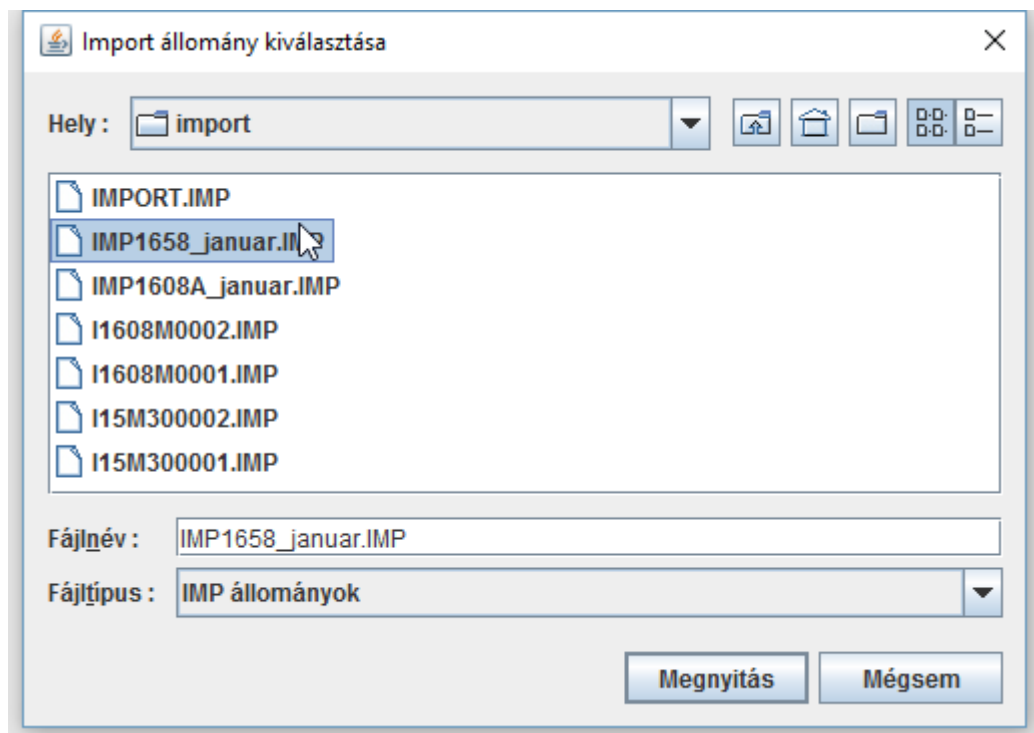 Import állomány kiválasztása
Hely : import
IMPORT.IMP
IMP1658_januar.IMP
IMP1608A_januar.IMP
I1608M0002.IMP
I1608M0001.IMP
I15M300002.IMP
I15M300001.IMP
Fájlnév : IMP1658_januar.IMP
Fájltípus : IMP állományok
Megnyitás Mégsem